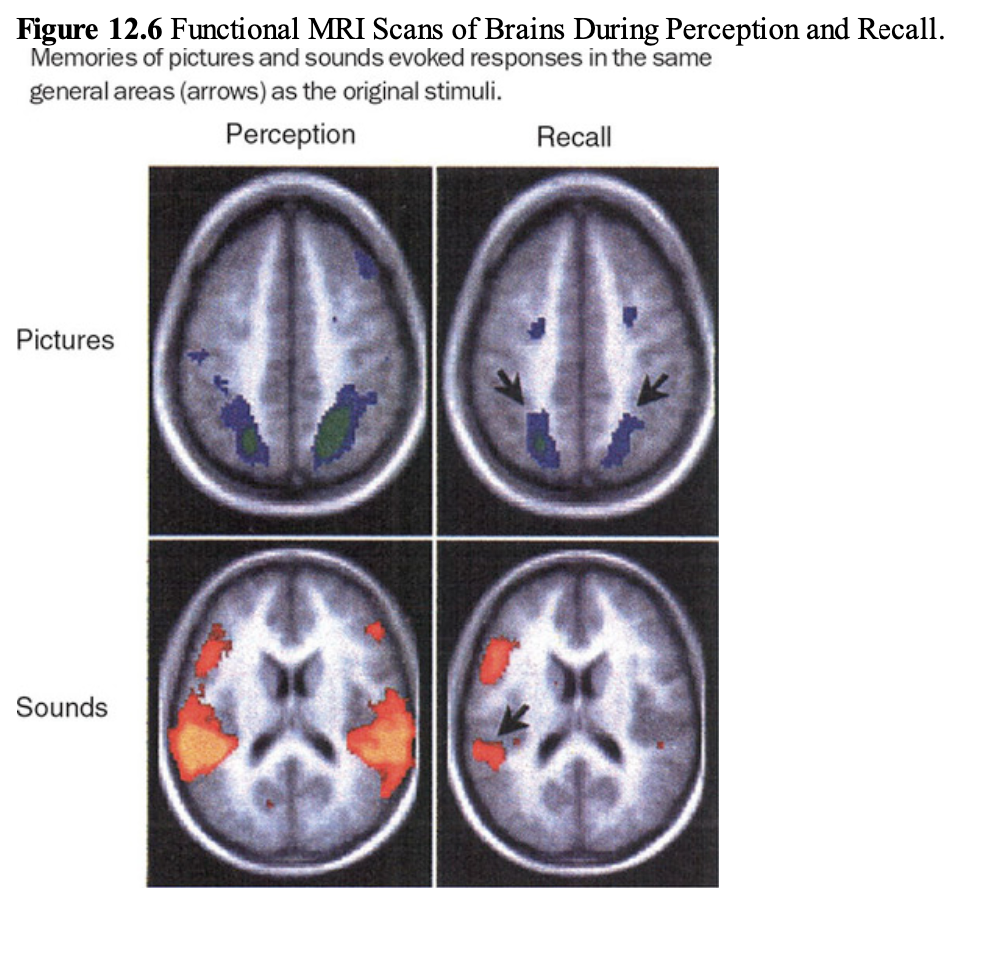 Figure 12.6 Functional MRI Scans of Brains During Perception and Recall.
Memories of pictures and sounds evoked responses in the same
general areas (arrows) as the original stimuli.
Perception Recall
Pictures
Sounds